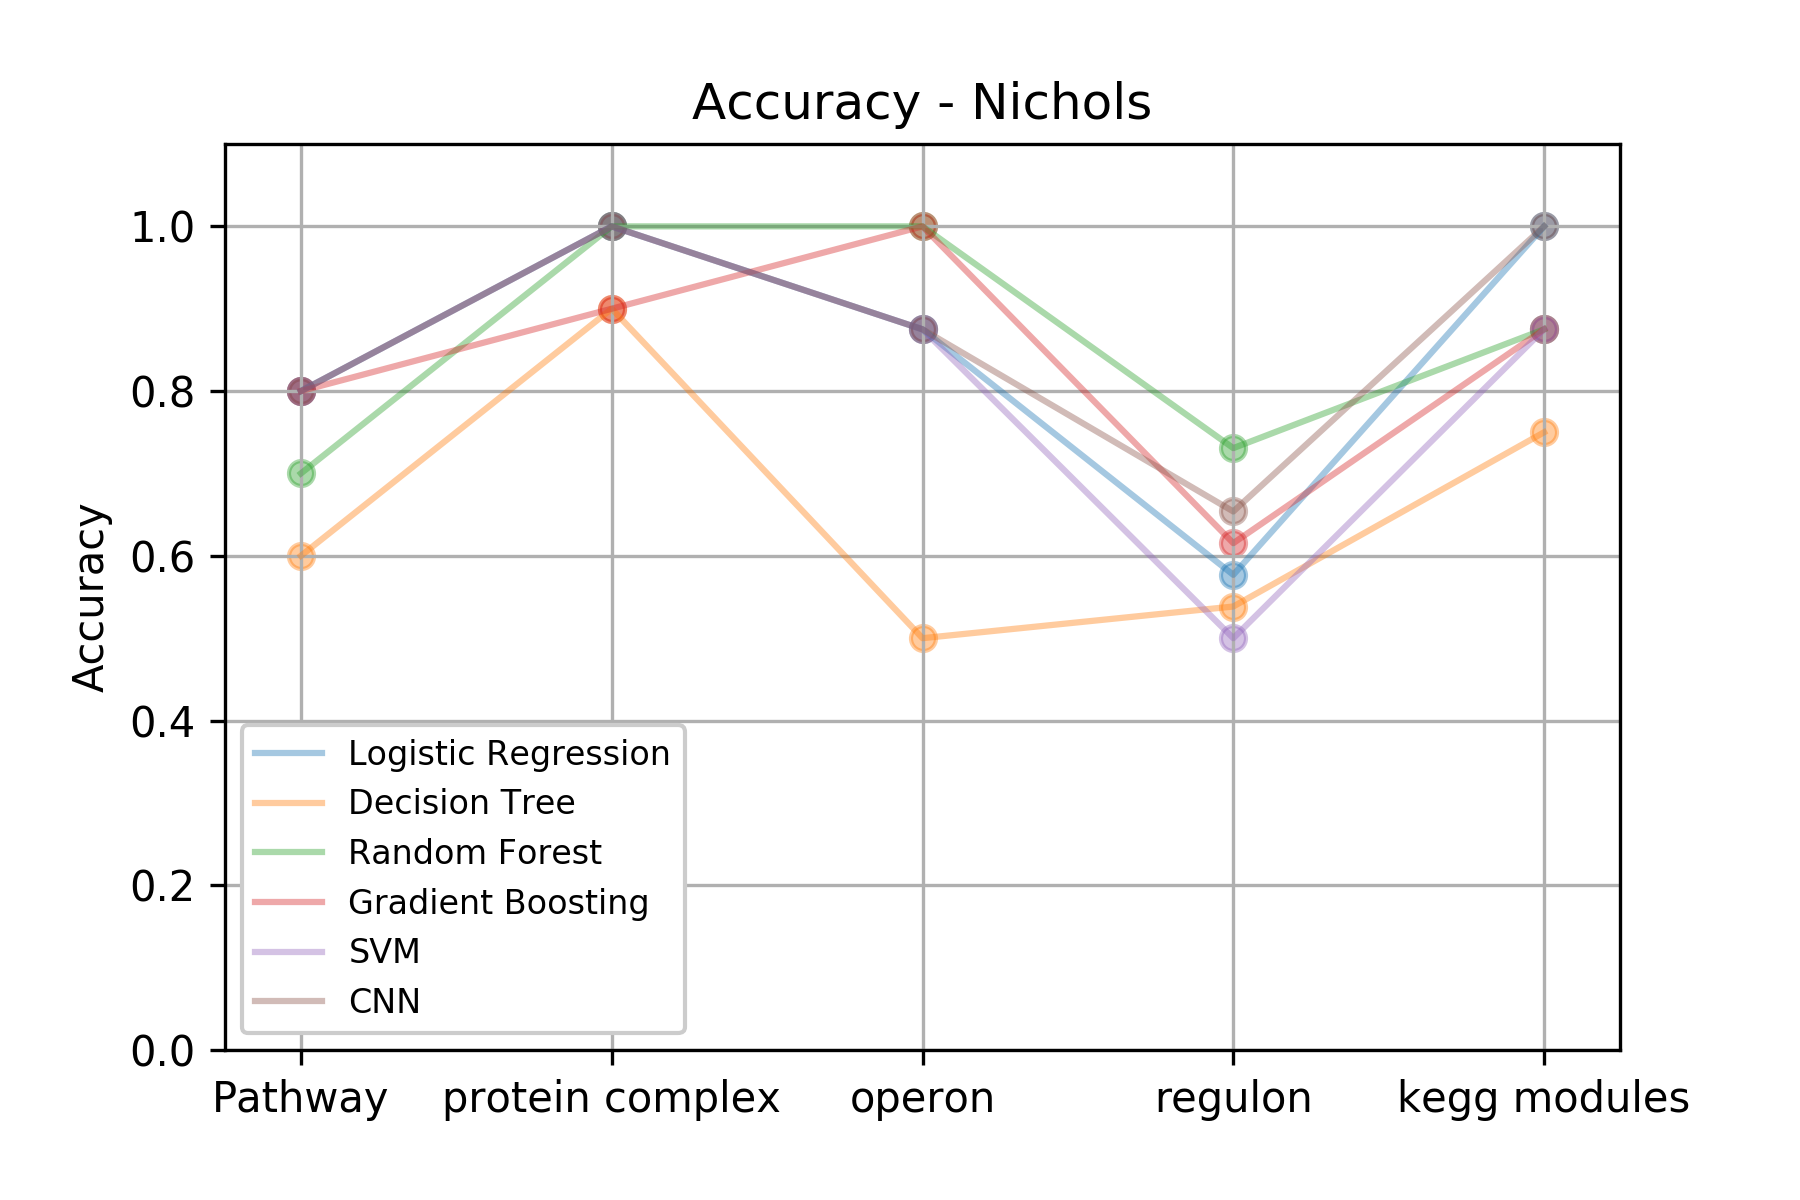 Accuracy - Nichols
Accuracy
1.0
0.8
0.6
0.4
0.2
0.0
Logistic Regression
Decision Tree
Random Forest
Gradient Boosting
SVM
CNN
Pathway protein complex operon regulon kegg modules